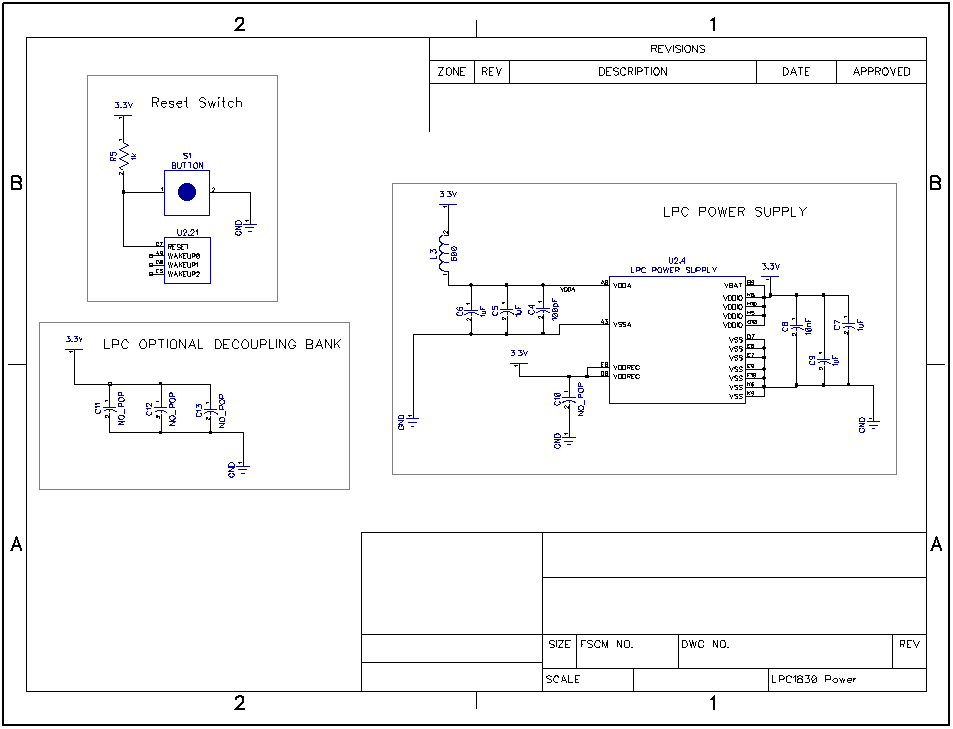 2 1
REVISIONS
ZONE REV DESCRIPTION DATE APPROVED
Reset Switch
3.3V
R5
1k
S1
BUTTON
1 2
GND
U2.21
RESET
WAKEUP0
WAKEUP1
WAKEUP2
B B
LPC POWER SUPPLY
3.3V
L3
600
U2.4
LPC POWER SUPPLY
3.3V
VDDA
VDDA
VSSA
VDDREG
VDDREG
VBAT
VDDIO
VDDIO
VDDIO
VDDIO
VSS
VSS
VSS
VSS
VSS
VSS
VSS
C6
1uF
C5
1uF
C4
100pF
3.3V
C10
NO_POP
GND
GND
C8
10nF
C9
1uF
C7
1uF
GND
3.3V
LPC OPTIONAL DECOUPLING BANK
C11
NO_POP
C12
NO_POP
C13
NO_POP
GND
A A
SIZE FSCM NO. DWG NO. REV
SCALE LPC1830 Power
2 1